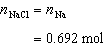 n_NaCl = n_Na
= 0.692 mol